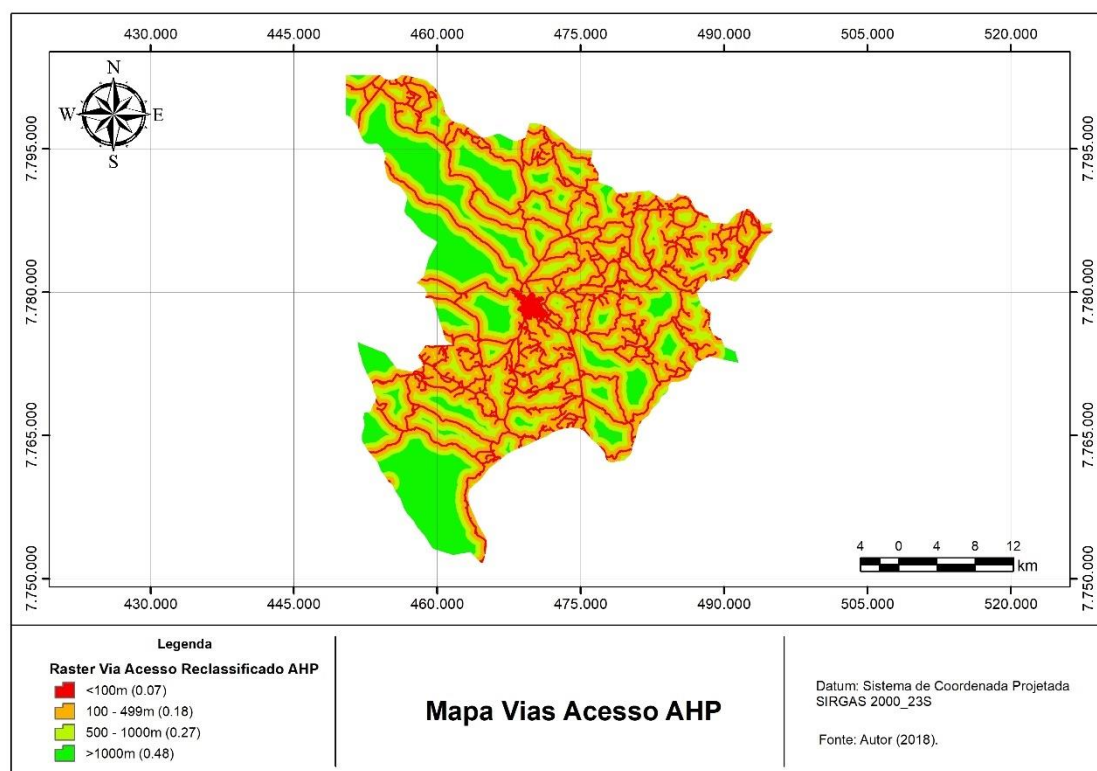 430.000 445.000 460.000 475.000 490.000 505.000 520.000
N
W E
S
7.795.000 7.795.000
7.780.000 7.780.000
7.765.000 7.765.000
7.750.000 7.750.000
4 0 4 8 12
km
430.000 445.000 460.000 475.000 490.000 505.000 520.000
Legenda
Raster Via Acesso Reclassificado AHP
<100m (0.07)
100 - 499m (0.18)
500 - 1000m (0.27)
>1000m (0.48)
Mapa Vias Acesso AHP
Datum: Sistema de Coordenada Projetada
SIRGAS 2000_23S
Fonte: Autor (2018).